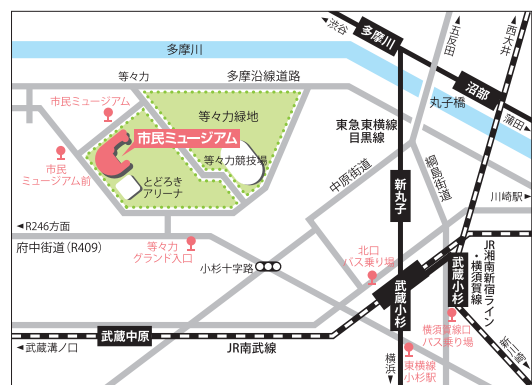 渋谷
多摩川
五反田
西大井
多摩川
等々力
多摩沿線道路
沼部
丸子橋
蒲田
市民ミュージアム
等々力緑地
東急東横線
目黒線
市民ミュージアム
等々力競技場
市民
ミュージアム前
とどろき
アリーナ
中原街道
綱島街道
新丸子
川崎駅
R246方面
府中街道（R409）
等々力
グランド入口
小杉十字路
北口
バス乗り場
JR湘南新宿ライン
・横須賀線
武蔵小杉
武蔵小杉
横須賀線口
バス乗り場
武蔵中原
武蔵溝ノ口
JR南武線
横浜
東横線
小杉駅
新川崎